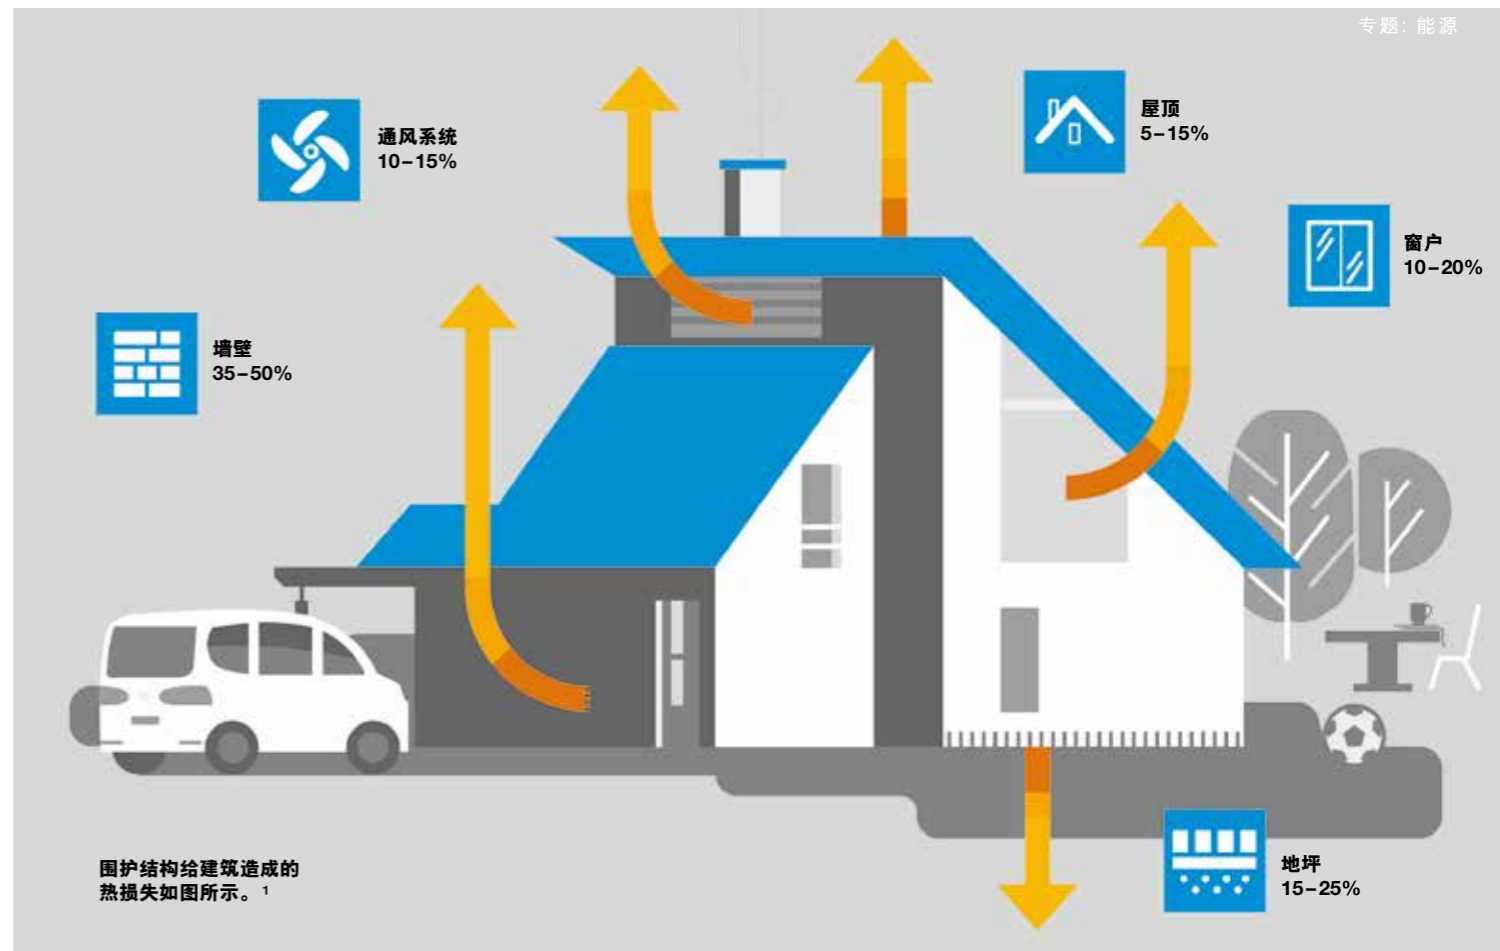 专题: 能源
通风系统
10–15%
屋顶
5–15%
窗户
10–20%
墙壁
35–50%
围护结构给建筑造成的
热损失如图所示。1
地坪
15–25%